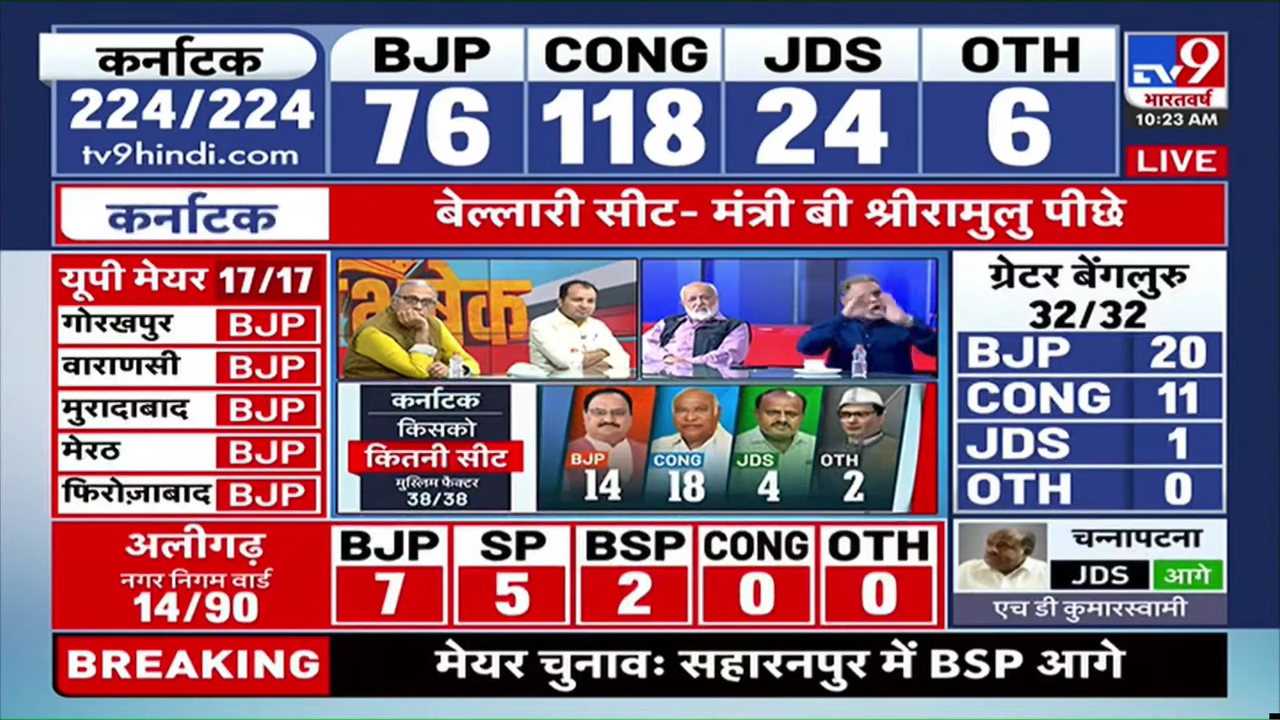 कर्नाटक
224/224
tv9hindi.com
BJP CONG JDS OTH
76 118 24 6
TV9
भारतवर्ष
10:23 AM
LIVE
कर्नाटक
बेल्लारी सीट- मंत्री बी श्रीरामुलु पीछे
यूपी मेयर 17/17
गोरखपुर BJP
वाराणसी BJP
मुरादाबाद BJP
मेरठ BJP
फिरोज़ाबाद BJP
कर्नाटक
किसको
कितनी सीट
मुस्लिम फैक्टर
38/38
BJP CONG JDS OTH
14 18 4 2
ग्रेटर बेंगलुरु
32/32
BJP 20
CONG 11
JDS 1
OTH 0
अलीगढ़
नगर निगम वार्ड
14/90
BJP SP BSP CONG OTH
7 5 2 0 0
चन्नापटना
JDS आगे
एच डी कुमारस्वामी
BREAKING
मेयर चुनावः सहारनपुर में BSP आगे